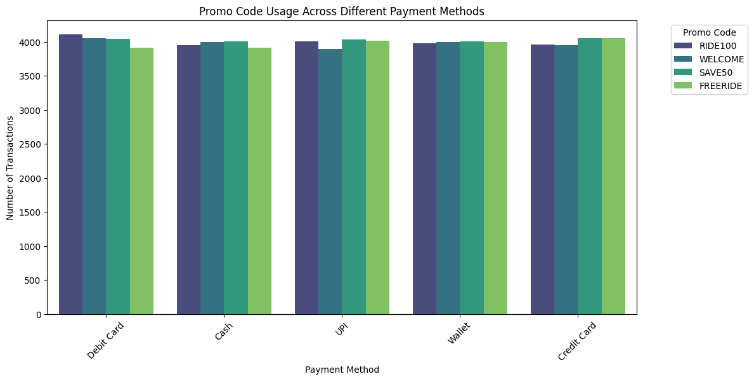 Promo Code Usage Across Different Payment Methods
Promo Code
RIDE100
WELCOME
SAVE50
FREERIDE
Number of Transactions
4000
3500
3000
2500
2000
1500
1000
500
0
Debit Card
Cash
UPI
Wallet
Credit Card
Payment Method